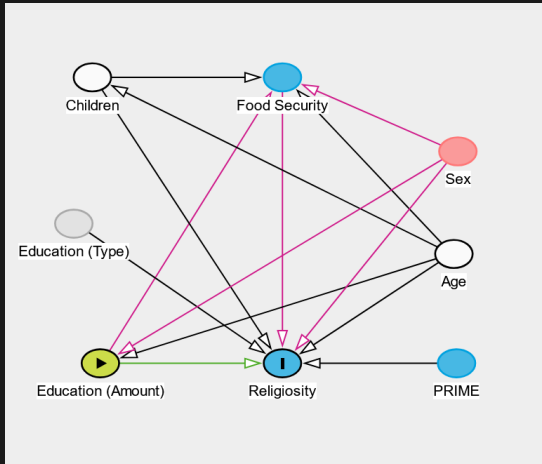 Children
Food Security
Sex
Education (Type)
Age
Education (Amount)
Religiosity
PRIME